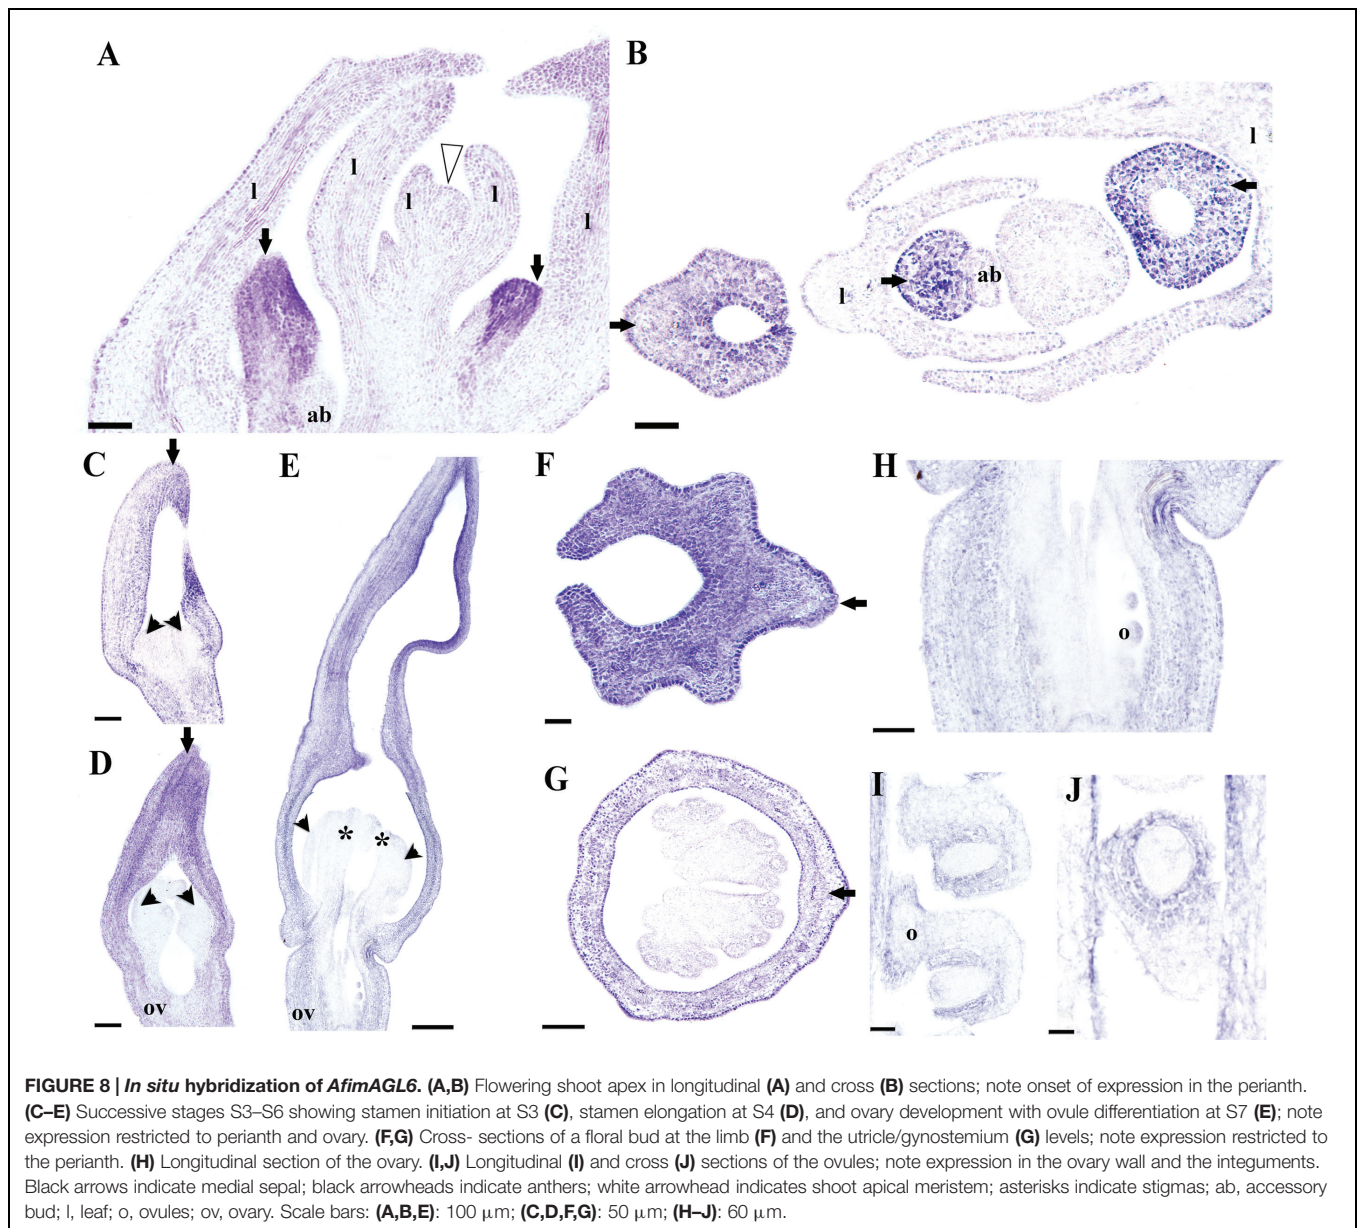 A
B
l
l
l
l
l
ab
l
l
ab
C
E
F
H
o
D
ov
*
*
ov
G
I
J
o
FIGURE 8 | In situ hybridization of AfimAGL6. (A,B) Flowering shoot apex in longitudinal (A) and cross (B) sections; note onset of expression in the perianth.
(C–E) Successive stages S3–S6 showing stamen initiation at S3 (C), stamen elongation at S4 (D), and ovary development with ovule differentiation at S7 (E); note
expression restricted to perianth and ovary. (F,G) Cross- sections of a floral bud at the limb (F) and the utricle/gynostemium (G) levels; note expression restricted to
the perianth. (H) Longitudinal section of the ovary. (I,J) Longitudinal (I) and cross (J) sections of the ovules; note expression in the ovary wall and the integuments.
Black arrows indicate medial sepal; black arrowheads indicate anthers; white arrowhead indicates shoot apical meristem; asterisks indicate stigmas; ab, accessory
bud; l, leaf; o, ovules; ov, ovary. Scale bars: (A,B,E): 100 μm; (C,D,F,G): 50 μm; (H–J): 60 μm.